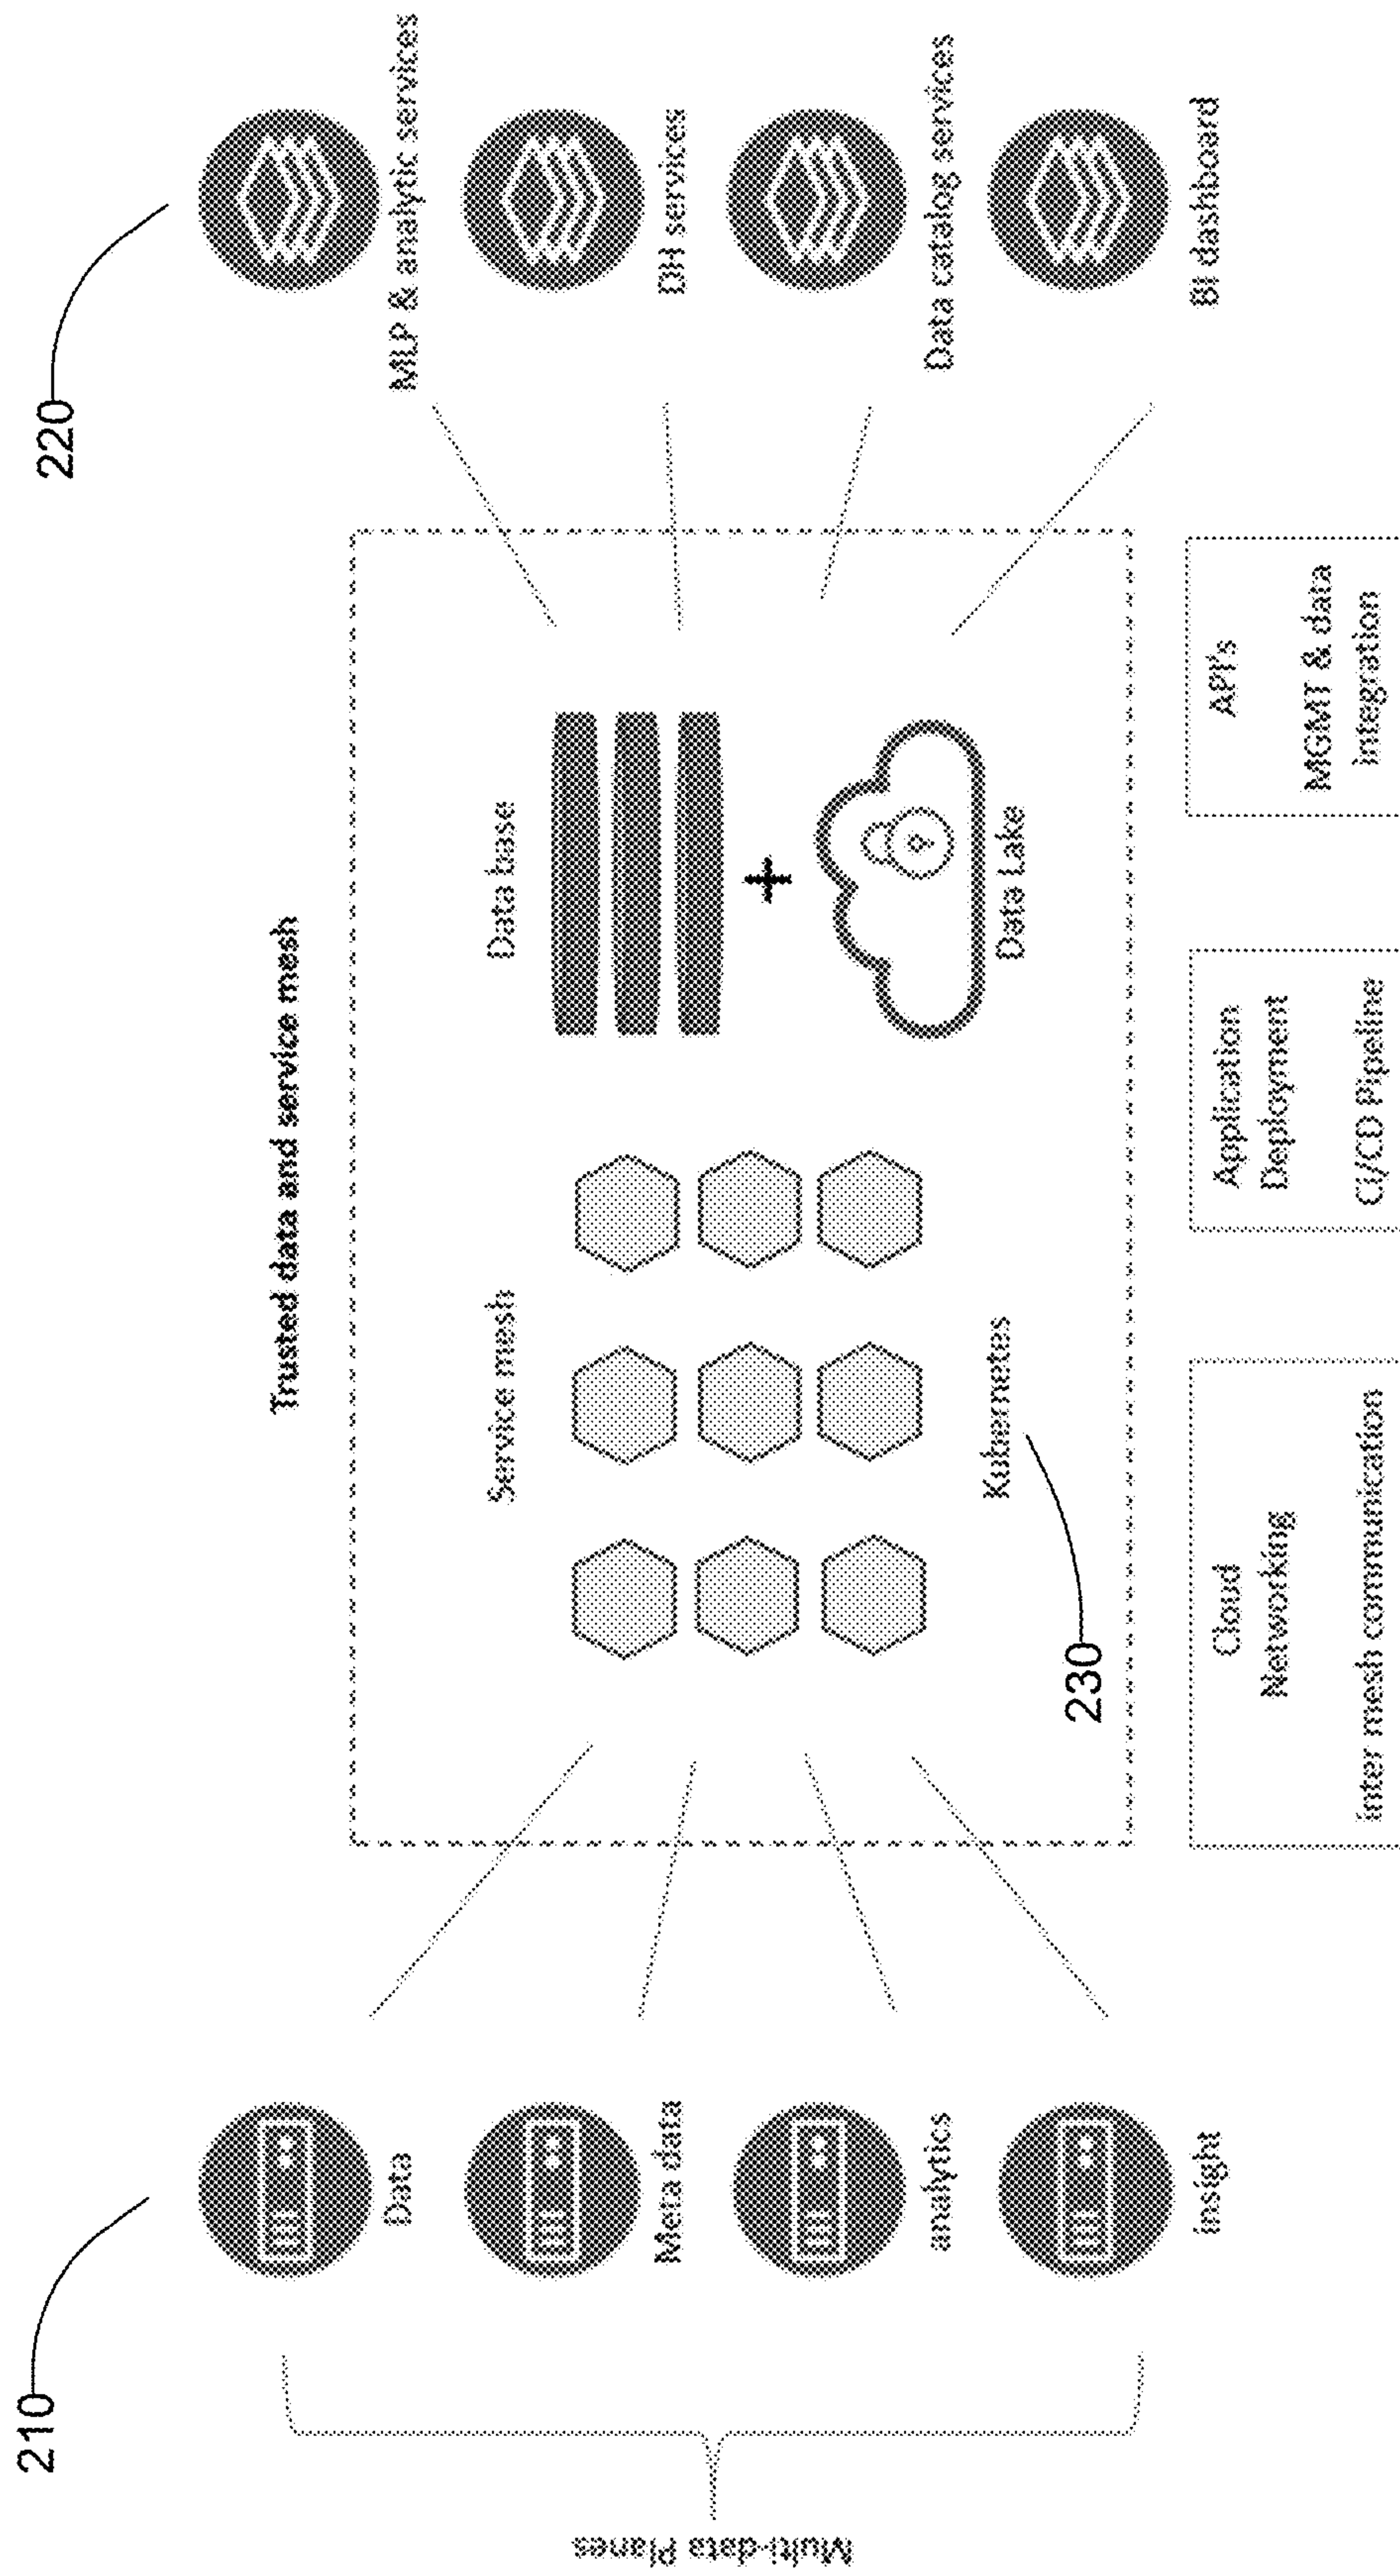 210
220
Trusted data and service mesh
Multi-data Planes
Data
Meta data
analytics
insight
Service mesh
Kubernetes
230
Data base
+
Data Lake
MLP & analytic services
DH services
Data catalog services
BI dashboard
Cloud
Networking
inter mesh communication
Application
Deployment
Ci/CD Pipeline
API's
MGMT & data
integration